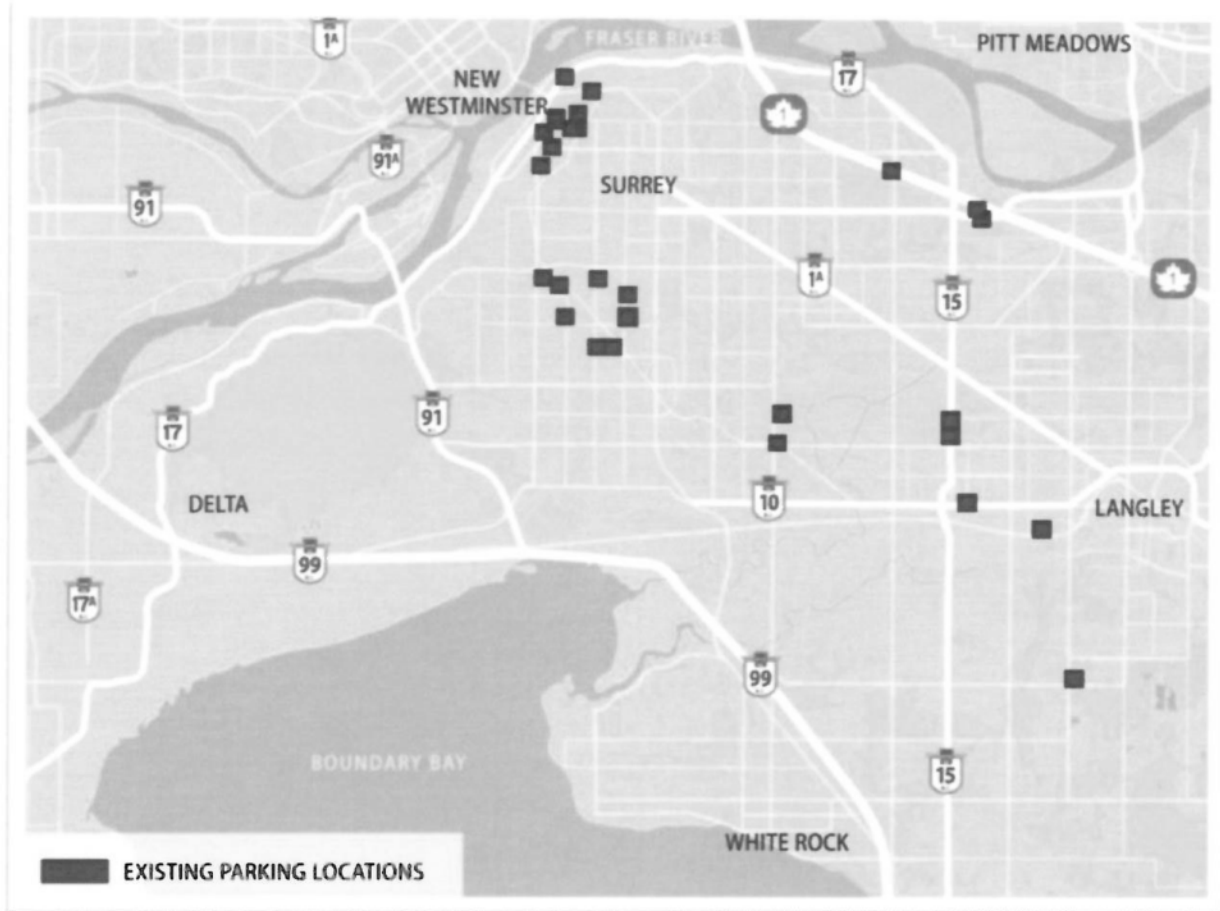 1A
FRASER RIVER
PITT MEADOWS
NEW
WESTMINSTER
17
1
91A
SURREY
91
1A
1
15
17
91
10
DELTA
LANGLEY
99
17A
99
BOUNDARY BAY
15
WHITE ROCK
EXISTING PARKING LOCATIONS